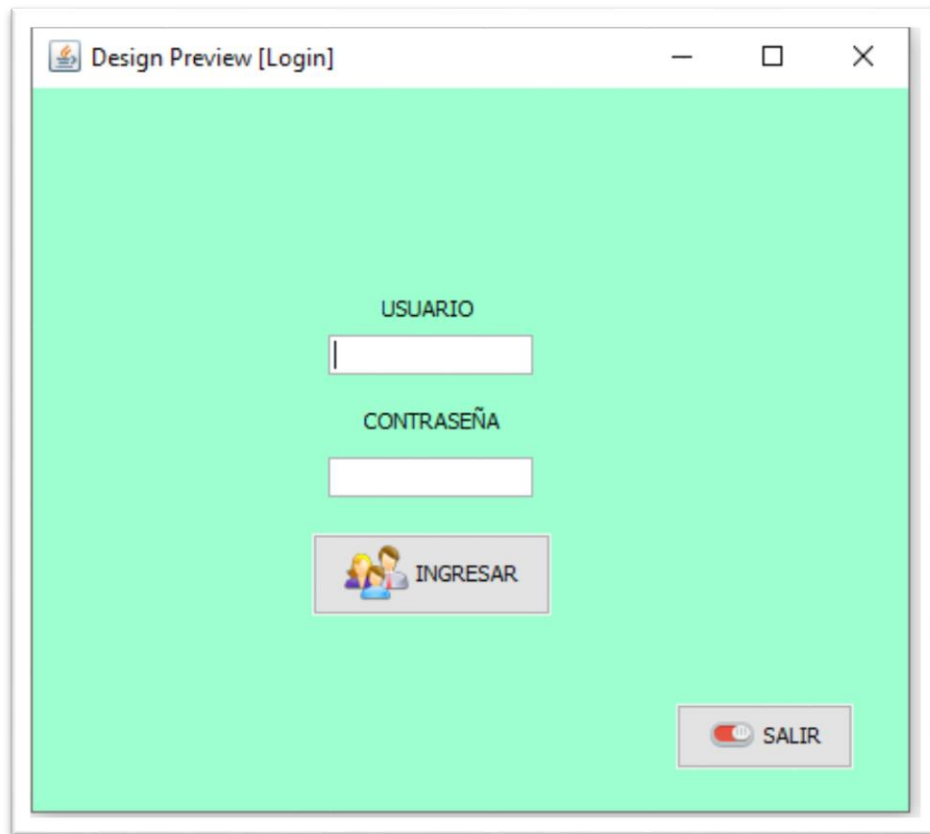 Design Preview [Login]
USUARIO
CONTRASEÑA
INGRESAR
SALIR